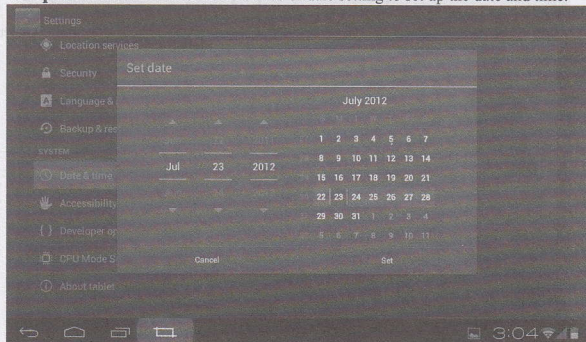 setting to set up the date and time.
Settings
Location services
Security
Set date
Language &
July 2012
Backup & res
1 2 3 4 5 6 7
SYSTEM
8 9 10 11 12 13 14
Jul 23 2012
Date & time
15 16 17 18 19 20 21
Accessibility
22 23 24 25 26 27 28
{ } Developer op
29 30 31 1 2 3 4
5 6 7 8 9 10 11
CPU Mode S
Cancel
Set
About tablet
3:04